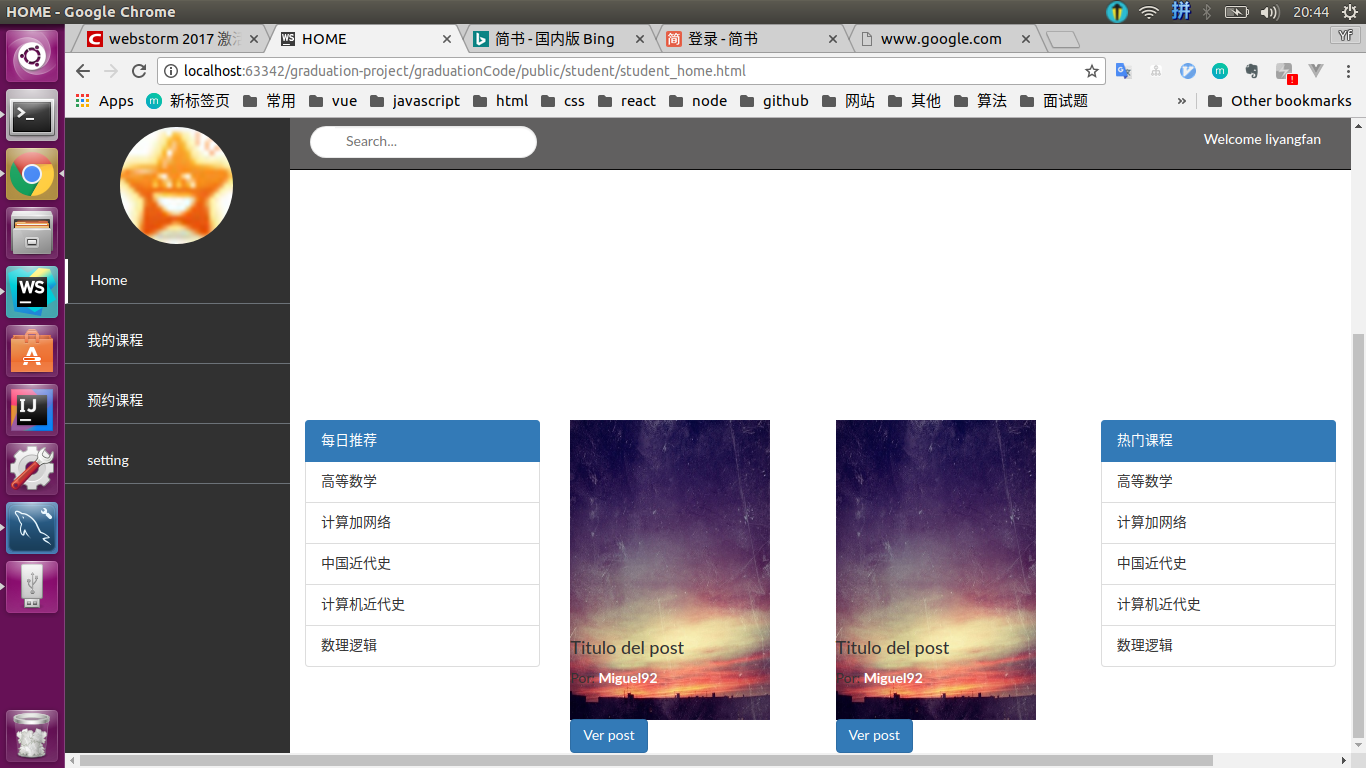 HOME - Google Chrome
拼
20:44
webstorm 2017 激
HOME
简书 - 国内版 Bing
登录 - 简书
www.google.com
Yf
localhost:63342/graduation-project/graduationCode/public/student/student_home.html
Apps
新标签页
常用
vue
javascript
html
css
react
node
github
网站
其他
算法
面试题
»
Other bookmarks
Search...
Welcome liyangfan
Home
我的课程
预约课程
setting
每日推荐
高等数学
计算加网络
中国近代史
计算机近代史
数理逻辑
Titulo del post
Por: Miguel92
Ver post
Titulo del post
Por: Miguel92
Ver post
热门课程
高等数学
计算加网络
中国近代史
计算机近代史
数理逻辑
WS
IJ